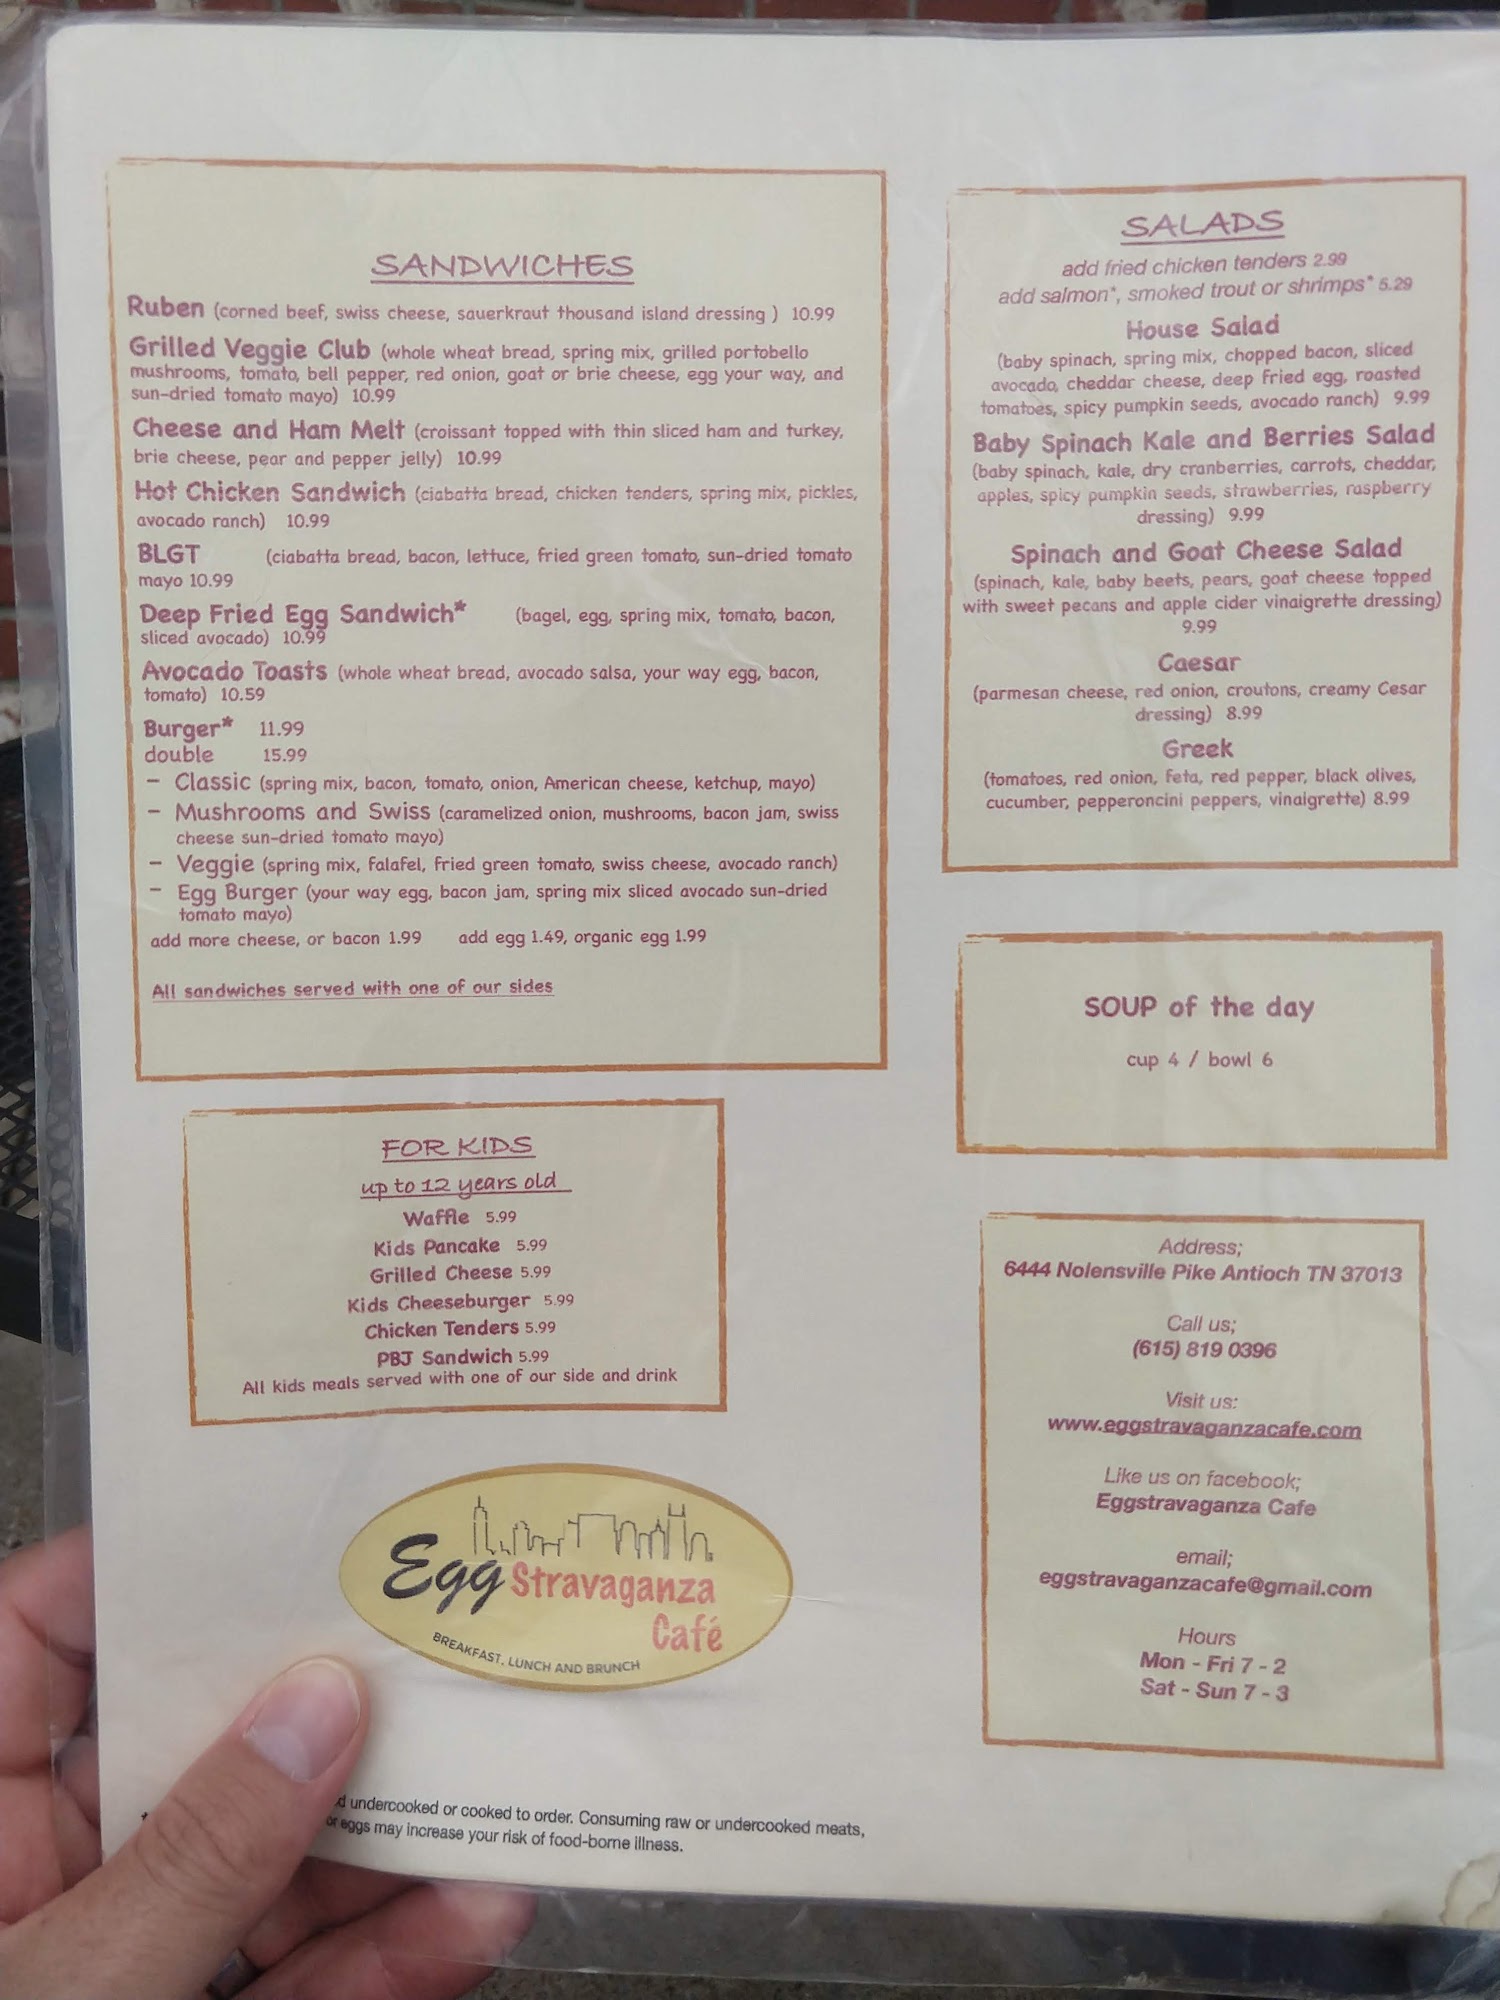 SANDWICHES
Ruben (corned beef, swiss cheese, sauerkraut thousand island dressing ) 10.99
Grilled Veggie Club (whole wheat bread, spring mix, grilled portobello
mushrooms, tomato, bell pepper, red onion, goat or brie cheese, egg your way, and
sun-dried tomato mayo) 10.99
Cheese and Ham Melt (croissant topped with thin sliced ham and turkey,
brie cheese, pear and pepper jelly) 10.99
Hot Chicken Sandwich (ciabatta bread, chicken tenders, spring mix, pickles,
avocado ranch) 10.99
BLGT (ciabatta bread, bacon, lettuce, fried green tomato, sun-dried tomato
mayo 10.99
Deep Fried Egg Sandwich* (bagel, egg, spring mix, tomato, bacon,
sliced avocado) 10.99
Avocado Toasts (whole wheat bread, avocado salsa, your way egg, bacon,
tomato) 10.59
Burger* 11.99
double 15.99
- Classic (spring mix, bacon, tomato, onion, American cheese, ketchup, mayo)
- Mushrooms and Swiss (caramelized onion, mushrooms, bacon jam, swiss
cheese sun-dried tomato mayo)
- Veggie (spring mix, falafel, fried green tomato, swiss cheese, avocado ranch)
- Egg Burger (your way egg, bacon jam, spring mix sliced avocado sun-dried
tomato mayo)
add more cheese, or bacon 1.99 add egg 1.49, organic egg 1.99
All sandwiches served with one of our sides
SALADS
add fried chicken tenders 2.99
add salmon*, smoked trout or shrimps* 5.29
House Salad
(baby spinach, spring mix, chopped bacon, sliced
avocado, cheddar cheese, deep fried egg, roasted
tomatoes, spicy pumpkin seeds, avocado ranch) 9.99
Baby Spinach Kale and Berries Salad
(baby spinach, kale, dry cranberries, carrots, cheddar,
apples, spicy pumpkin seeds, strawberries, raspberry
dressing) 9.99
Spinach and Goat Cheese Salad
(spinach, kale, baby beets, pears, goat cheese topped
with sweet pecans and apple cider vinaigrette dressing)
9.99
Caesar
(parmesan cheese, red onion, croutons, creamy Cesar
dressing) 8.99
Greek
(tomatoes, red onion, feta, red pepper, black olives,
cucumber, pepperoncini peppers, vinaigrette) 8.99
SOUP of the day
cup 4 / bowl 6
FOR KIDS
up to 12 years old
Waffle 5.99
Kids Pancake 5.99
Grilled Cheese 5.99
Kids Cheeseburger 5.99
Chicken Tenders 5.99
PBJ Sandwich 5.99
All kids meals served with one of our side and drink
Address;
6444 Nolensville Pike Antioch TN 37013
Call us;
(615) 819 0396
Visit us:
www.eggstravaganzacafe.com
Like us on facebook;
Eggstravaganza Cafe
email;
eggstravaganzacafe@gmail.com
Hours
Mon - Fri 7 - 2
Sat - Sun 7 - 3
Egg Stravaganza
Café
BREAKFAST, LUNCH AND BRUNCH
undercooked or cooked to order. Consuming raw or undercooked meats,
or eggs may increase your risk of food-borne illness.